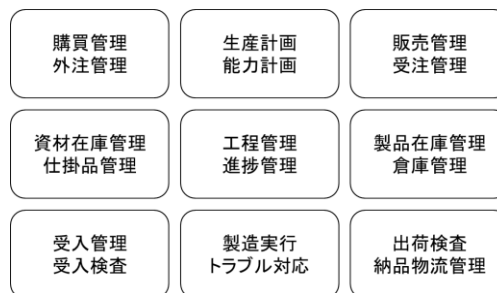 購買管理
外注管理
生産計画
能力計画
販売管理
受注管理
資材在庫管理
仕掛品管理
工程管理
進捗管理
製品在庫管理
倉庫管理
受入管理
受入検査
製造実行
トラブル対応
出荷検査
納品物流管理